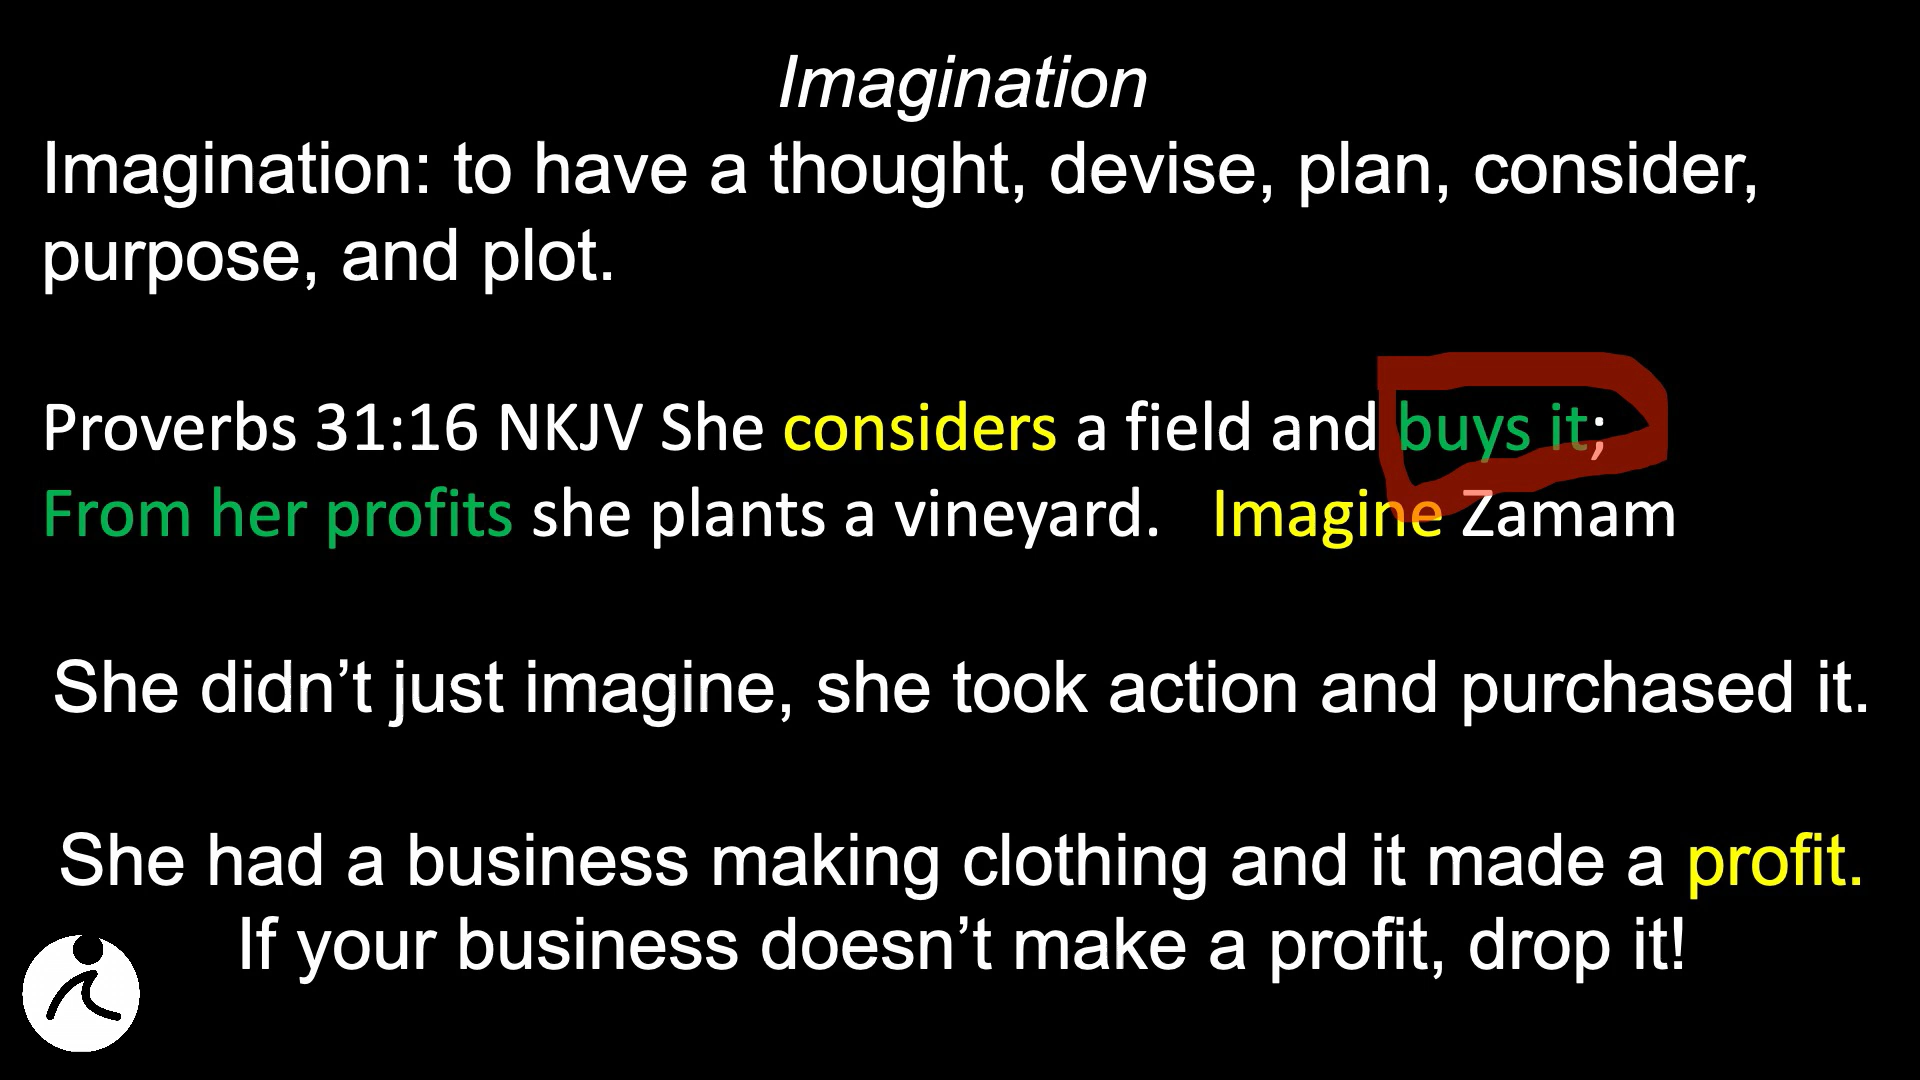 Imagination
Imagination: to have a thought, devise, plan, consider,
purpose, and plot.
Proverbs 31:16 NKJV She considers a field and buys it;
From her profits she plants a vineyard. Imagine Zamam
She didn’t just imagine, she took action and purchased it.
She had a business making clothing and it made a profit.
If your business doesn’t make a profit, drop it!